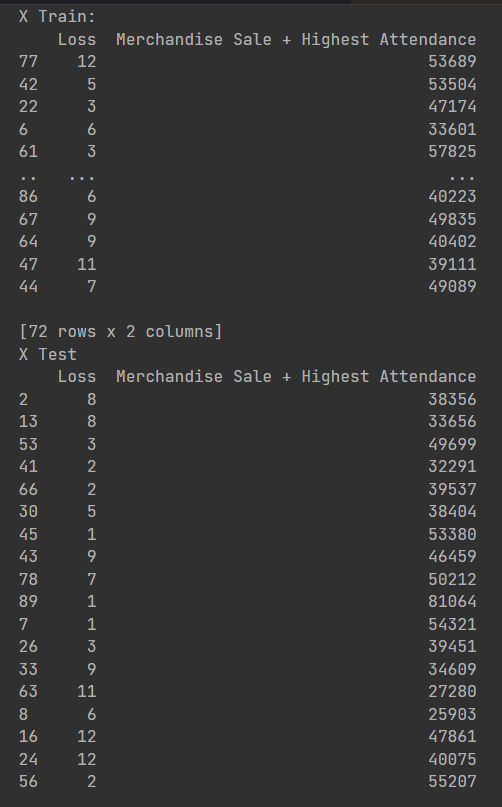 X Train:
    Loss  Merchandise Sale + Highest Attendance
77    12                                  53689
42     5                                  53504
22     3                                  47174
6      6                                  33601
61     3                                  57825
..   ...                                    ...
86     6                                  40223
67     9                                  49835
64     9                                  40402
47    11                                  39111
44     7                                  49089

[72 rows x 2 columns]
X Test
    Loss  Merchandise Sale + Highest Attendance
2      8                                  38356
13     8                                  33656
53     3                                  49699
41     2                                  32291
66     2                                  39537
30     5                                  38404
45     1                                  53380
43     9                                  46459
78     7                                  50212
89     1                                  81064
7      1                                  54321
26     3                                  39451
33     9                                  34609
63    11                                  27280
8      6                                  25903
16    12                                  47861
24    12                                  40075
56     2                                  55207